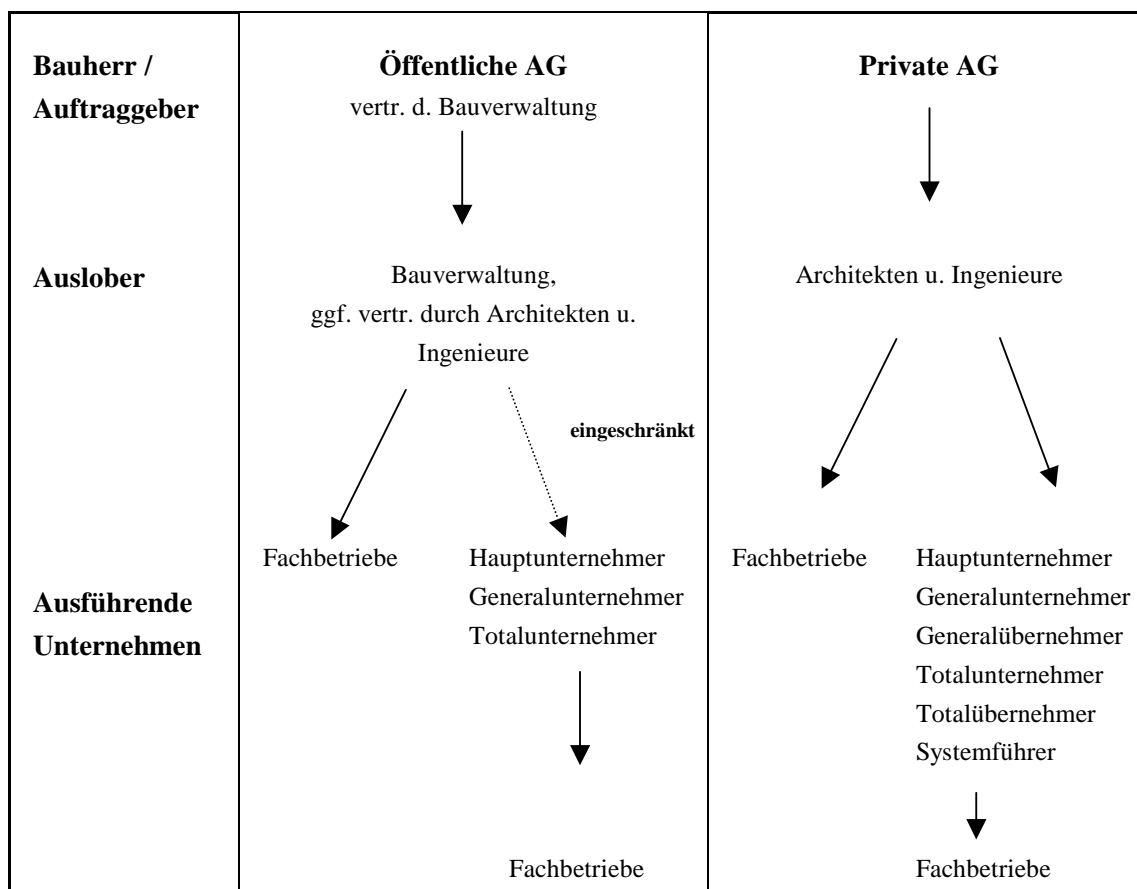 Bauherr /
Auftraggeber
Öffentliche AG
vertr. d. Bauverwaltung
Private AG
Auslober
Bauverwaltung,
ggf. vertr. durch Architekten u.
Ingenieure
Architekten u. Ingenieure
eingeschränkt
Ausführende
Unternehmen
Fachbetriebe
Hauptunternehmer
Generalunternehmer
Totalunternehmer
Fachbetriebe
Fachbetriebe
Hauptunternehmer
Generalunternehmer
Generalübernehmer
Totalunternehmer
Totalübernehmer
Systemführer
Fachbetriebe